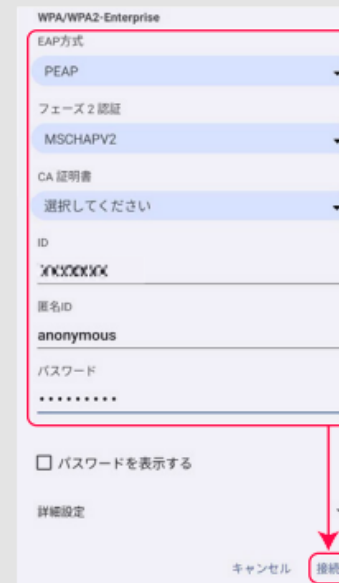 WPA/WPA2-Enterprise
EAP方式
PEAP
フェーズ2認証
MSCHAPV2
CA 証明書
選択してください
ID
匿名ID
anonymous
パスワード
•••••••••
パスワードを表示する
詳細設定
キャンセル 接続